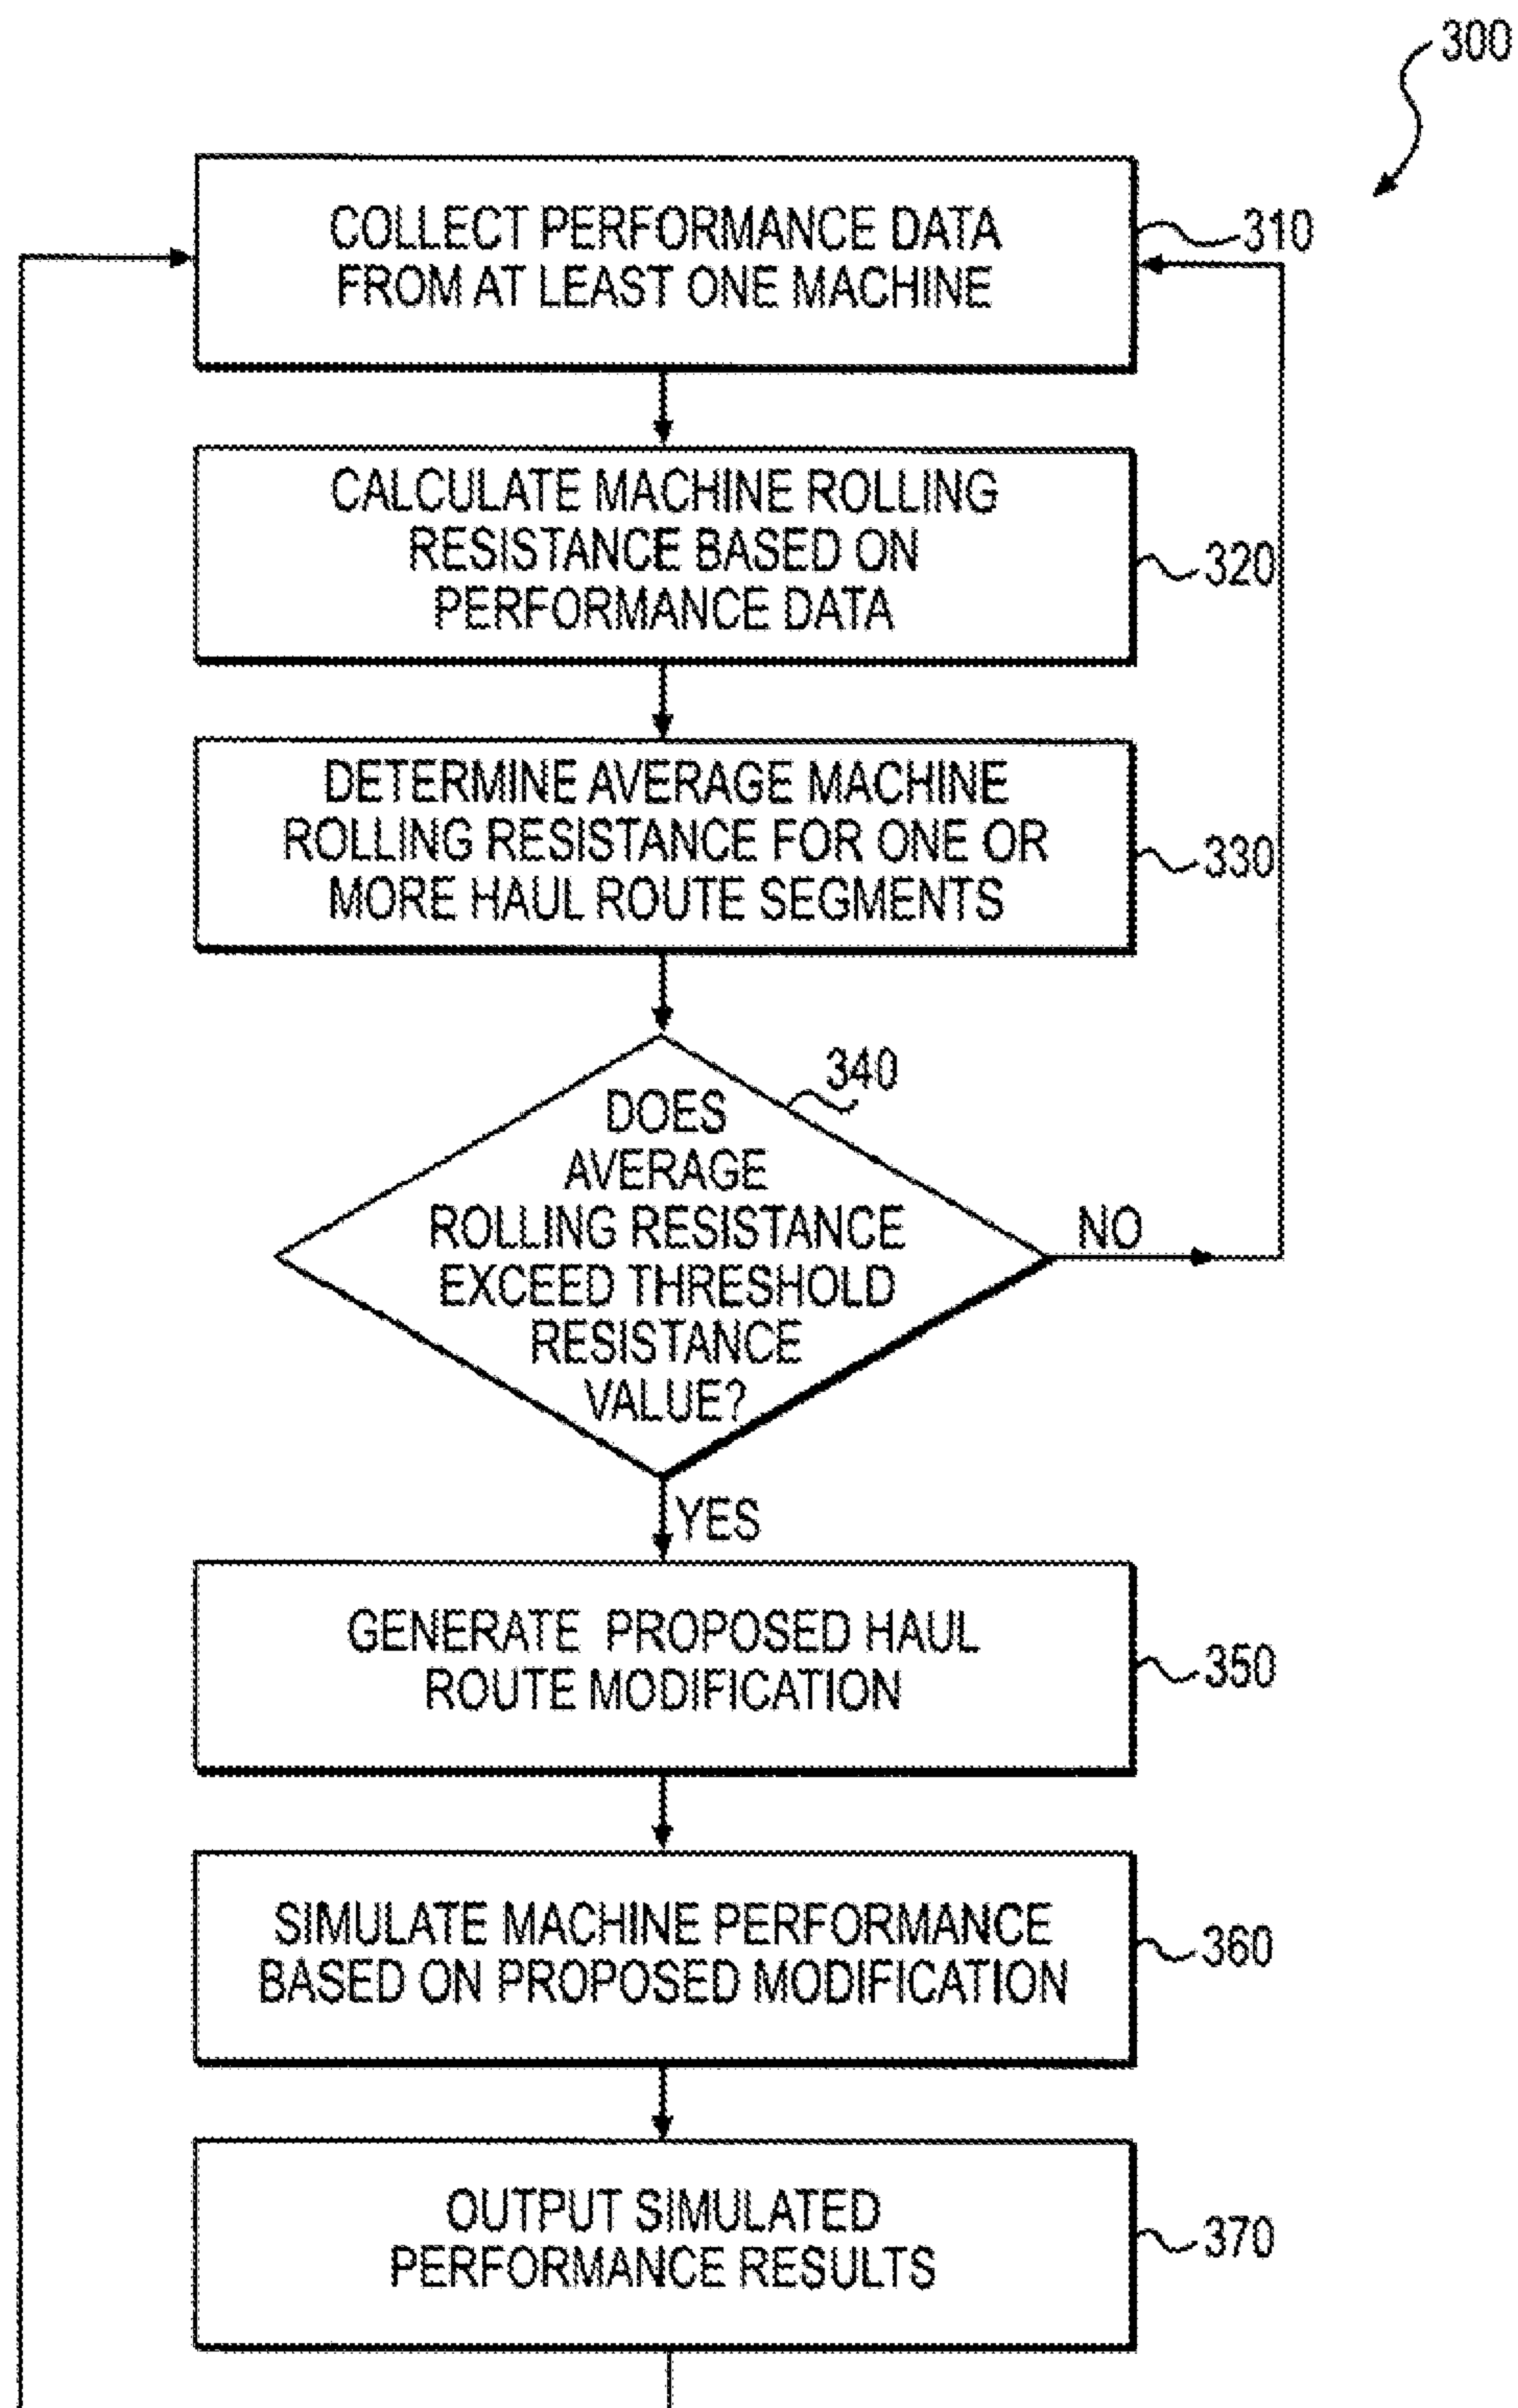 300
COLLECT PERFORMANCE DATA
FROM AT LEAST ONE MACHINE
310
CALCULATE MACHINE ROLLING
RESISTANCE BASED ON
PERFORMANCE DATA
320
DETERMINE AVERAGE MACHINE
ROLLING RESISTANCE FOR ONE OR
MORE HAUL ROUTE SEGMENTS
330
340
DOES
AVERAGE
ROLLING RESISTANCE
EXCEED THRESHOLD
RESISTANCE
VALUE?
NO
YES
GENERATE PROPOSED HAUL
ROUTE MODIFICATION
350
SIMULATE MACHINE PERFORMANCE
BASED ON PROPOSED MODIFICATION
360
OUTPUT SIMULATED
PERFORMANCE RESULTS
370